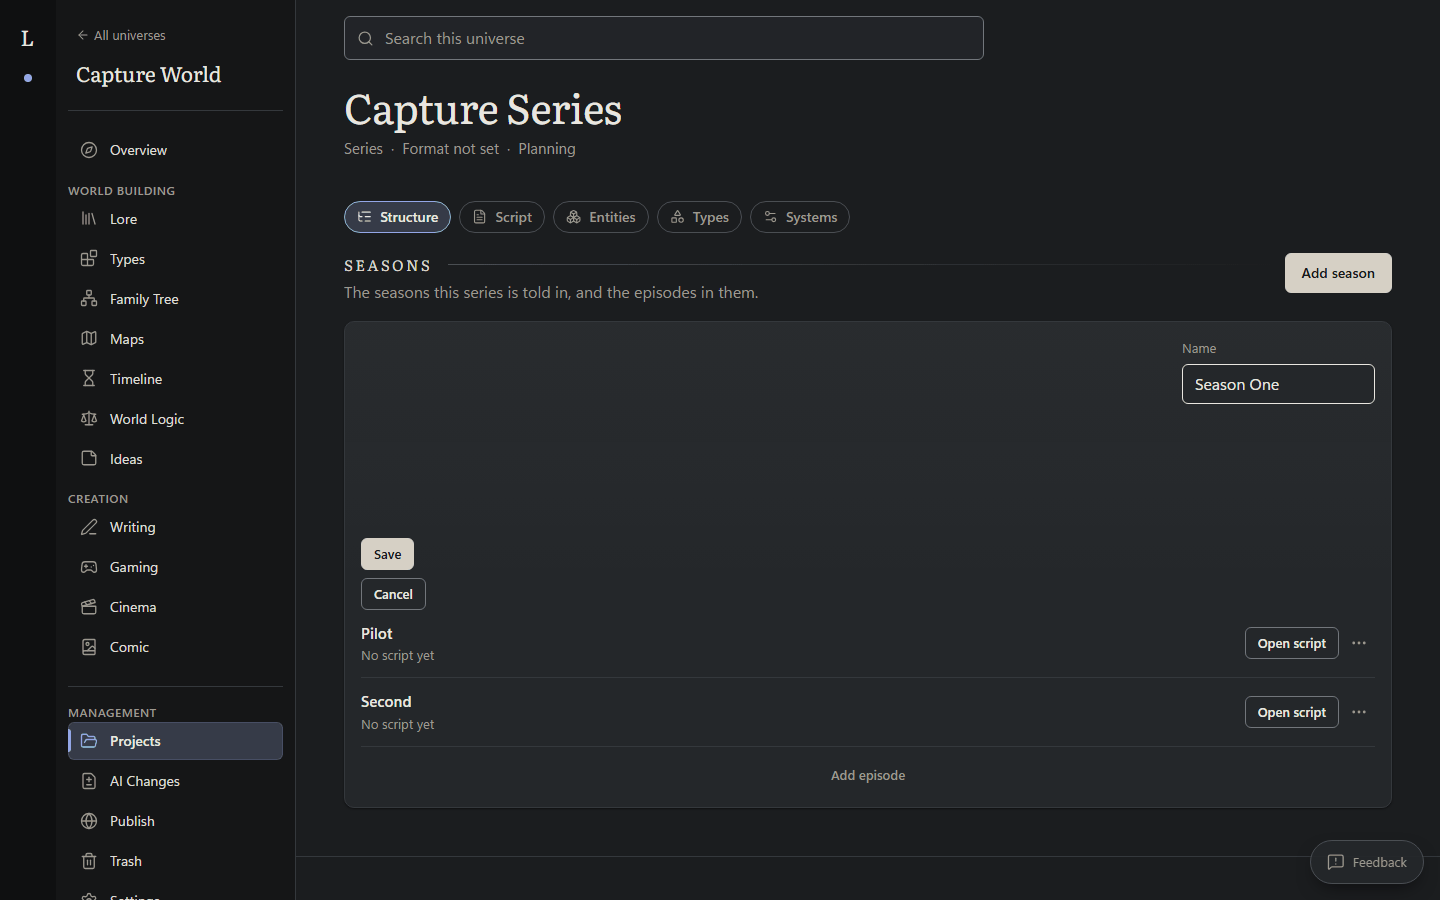 L
All universes
Capture World
Overview
WORLD BUILDING
Lore
Types
Family Tree
Maps
Timeline
World Logic
Ideas
CREATION
Writing
Gaming
Cinema
Comic
MANAGEMENT
Projects
AI Changes
Publish
Trash
Settings
Search this universe
Capture Series
Series · Format not set · Planning
Structure
Script
Entities
Types
Systems
SEASONS
Add season
The seasons this series is told in, and the episodes in them.
Name
Season One
Save
Cancel
Pilot
No script yet
Open script
Second
No script yet
Open script
Add episode
Feedback